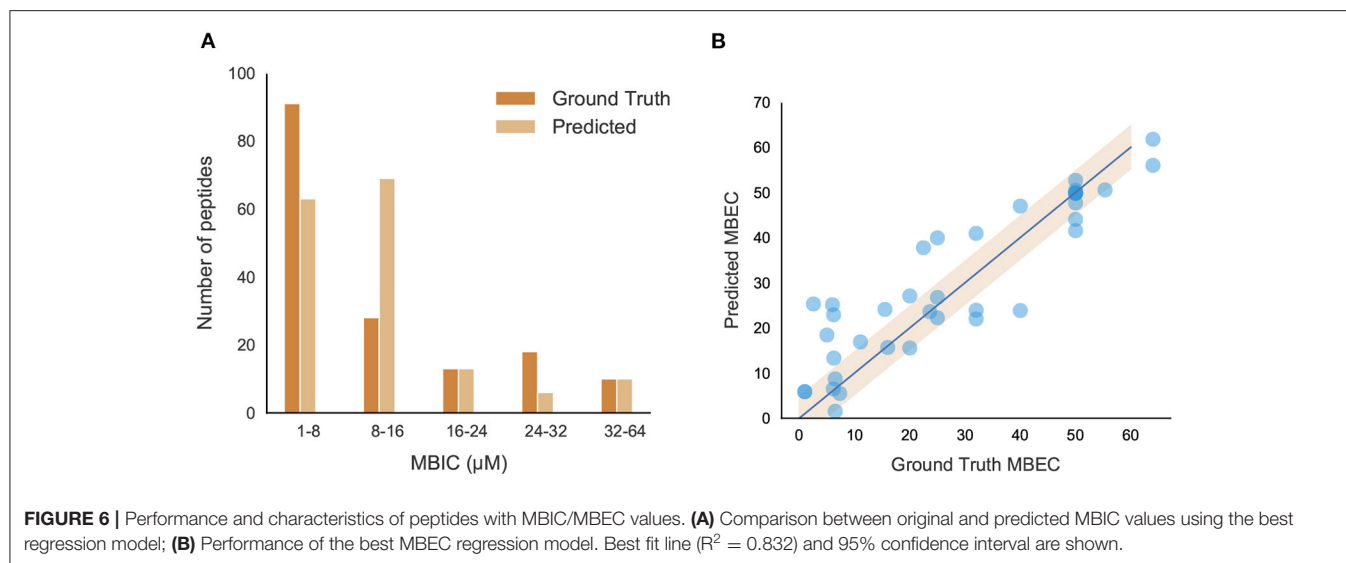 A
100
80
60
40
20
0
Number of peptides
Ground Truth
Predicted
1-8 8-16 16-24 24-32 32-64
MBIC (µM)
B
70
60
50
40
30
20
10
0
Predicted MBEC
0 10 20 30 40 50 60
Ground Truth MBEC
FIGURE 6 | Performance and characteristics of peptides with MBIC/MBEC values. (A) Comparison between original and predicted MBIC values using the best
regression model; (B) Performance of the best MBEC regression model. Best fit line (R² = 0.832) and 95% confidence interval are shown.